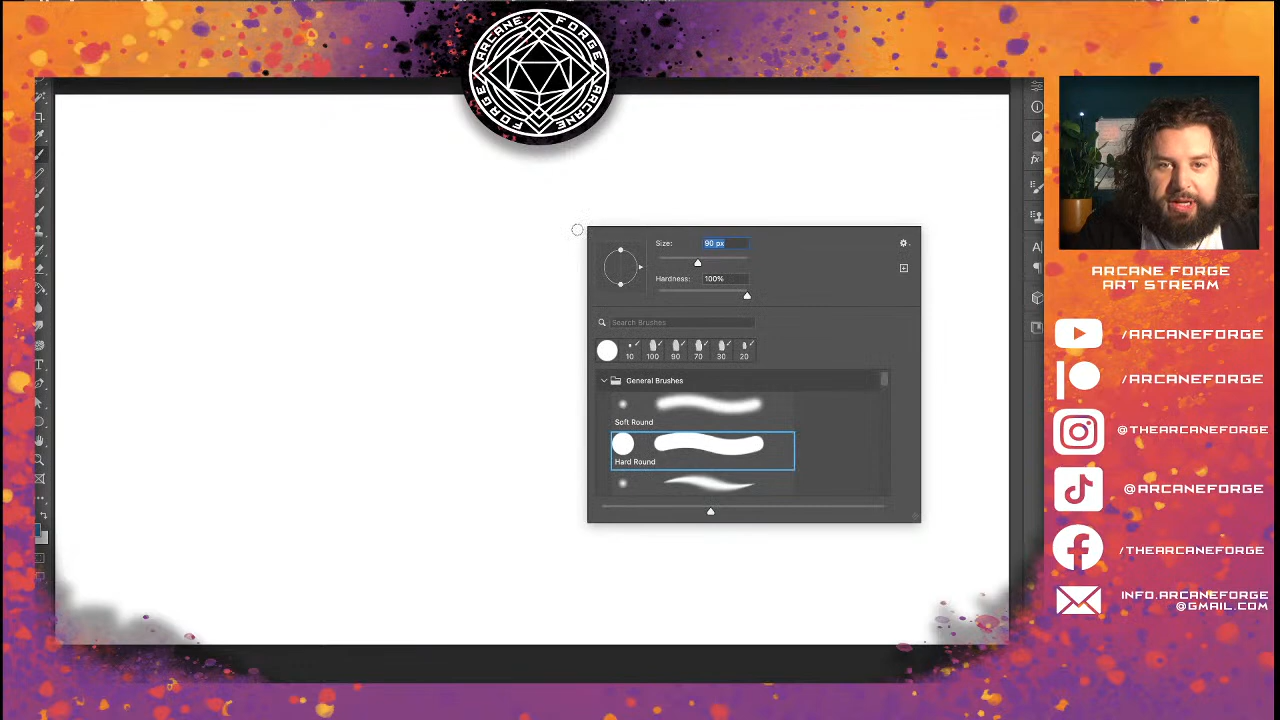 ARCANE FORGE ARCANE FORGE
Size: 90 px
Hardness: 100%
Search Brushes
10 100 90 70 30 20
General Brushes
Soft Round
Hard Round
T
fx
A
ARCANE FORGE
ART STREAM
/ARCANEFORGE
/ARCANEFORGE
@THEARCANEFORGE
@ARCANEFORGE
/THEARCANEFORGE
INFO.ARCANEFORGE
@GMAIL.COM